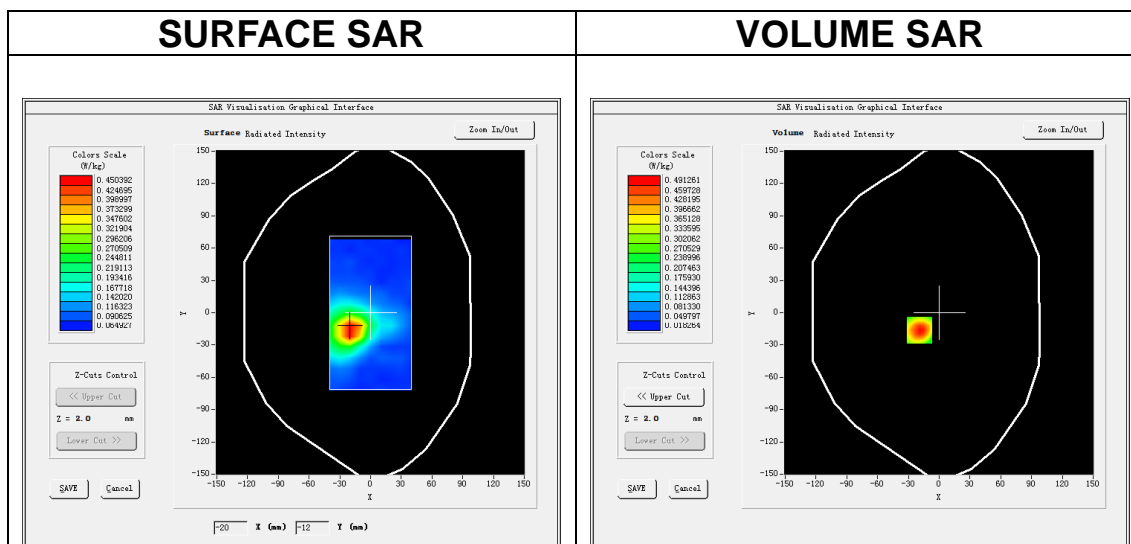 SURFACE SAR
VOLUME SAR
SAR Visualisation Graphical Interface
Surface Radiated Intensity
Zoom In/Out
Colors Scale
(W/kg)
0.450392
0.424695
0.398997
0.373299
0.347602
0.321904
0.296206
0.270509
0.244811
0.219113
0.193416
0.167718
0.142020
0.116323
0.090625
0.064927
150
120
90
60
30
0
-30
-60
-90
-120
-150
Y
-150 -120 -90 -60 -30 0 30 60 90 120 150
X
Z-Cuts Control
<< Upper Cut
Z = 2.0 mm
Lower Cut >>
SAVE Cancel
-20 X (mm) -12 Y (mm)
SAR Visualisation Graphical Interface
Volume Radiated Intensity
Zoom In/Out
Colors Scale
(W/kg)
0.491261
0.459728
0.428195
0.396662
0.365128
0.333595
0.302062
0.270529
0.238996
0.207463
0.175930
0.144396
0.112863
0.081330
0.049797
0.018264
150
120
90
60
30
0
-30
-60
-90
-120
-150
Y
-150 -120 -90 -60 -30 0 30 60 90 120 150
X
Z-Cuts Control
<< Upper Cut
Z = 2.0 mm
Lower Cut >>
SAVE Cancel